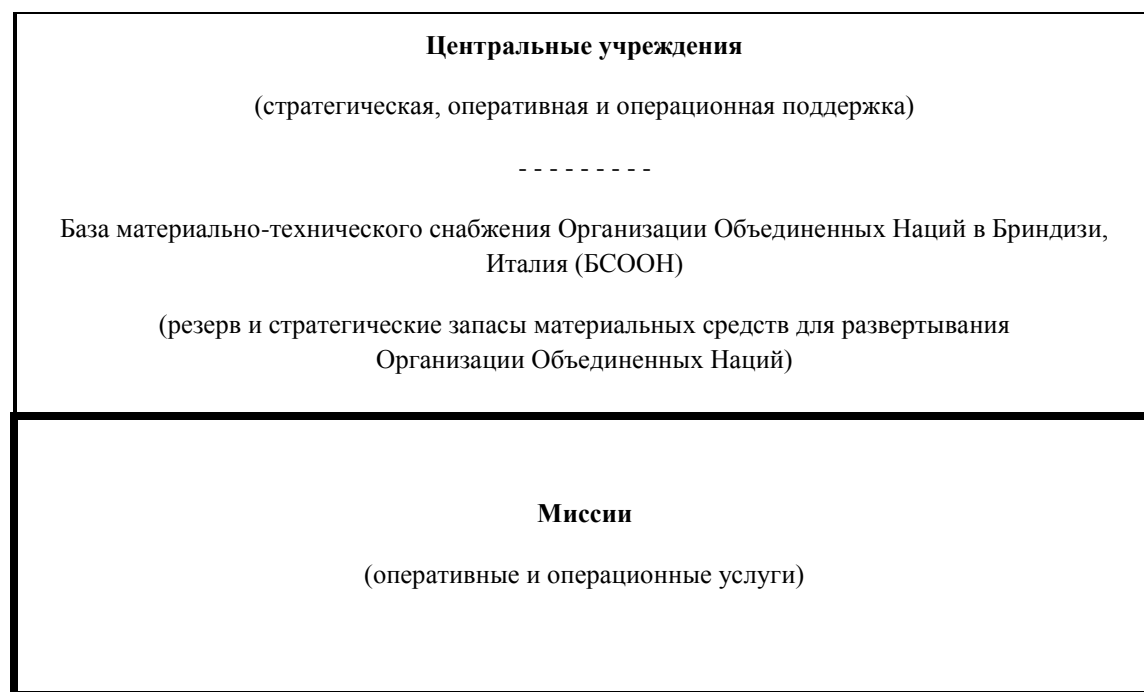 Центральные учреждения
(стратегическая, оперативная и операционная поддержка)
- - - - - - - - -
База материально-технического снабжения Организации Объединенных Наций в Бриндизи,
Италия (БСООН)
(резерв и стратегические запасы материальных средств для развертывания
Организации Объединенных Наций)
Миссии
(оперативные и операционные услуги)